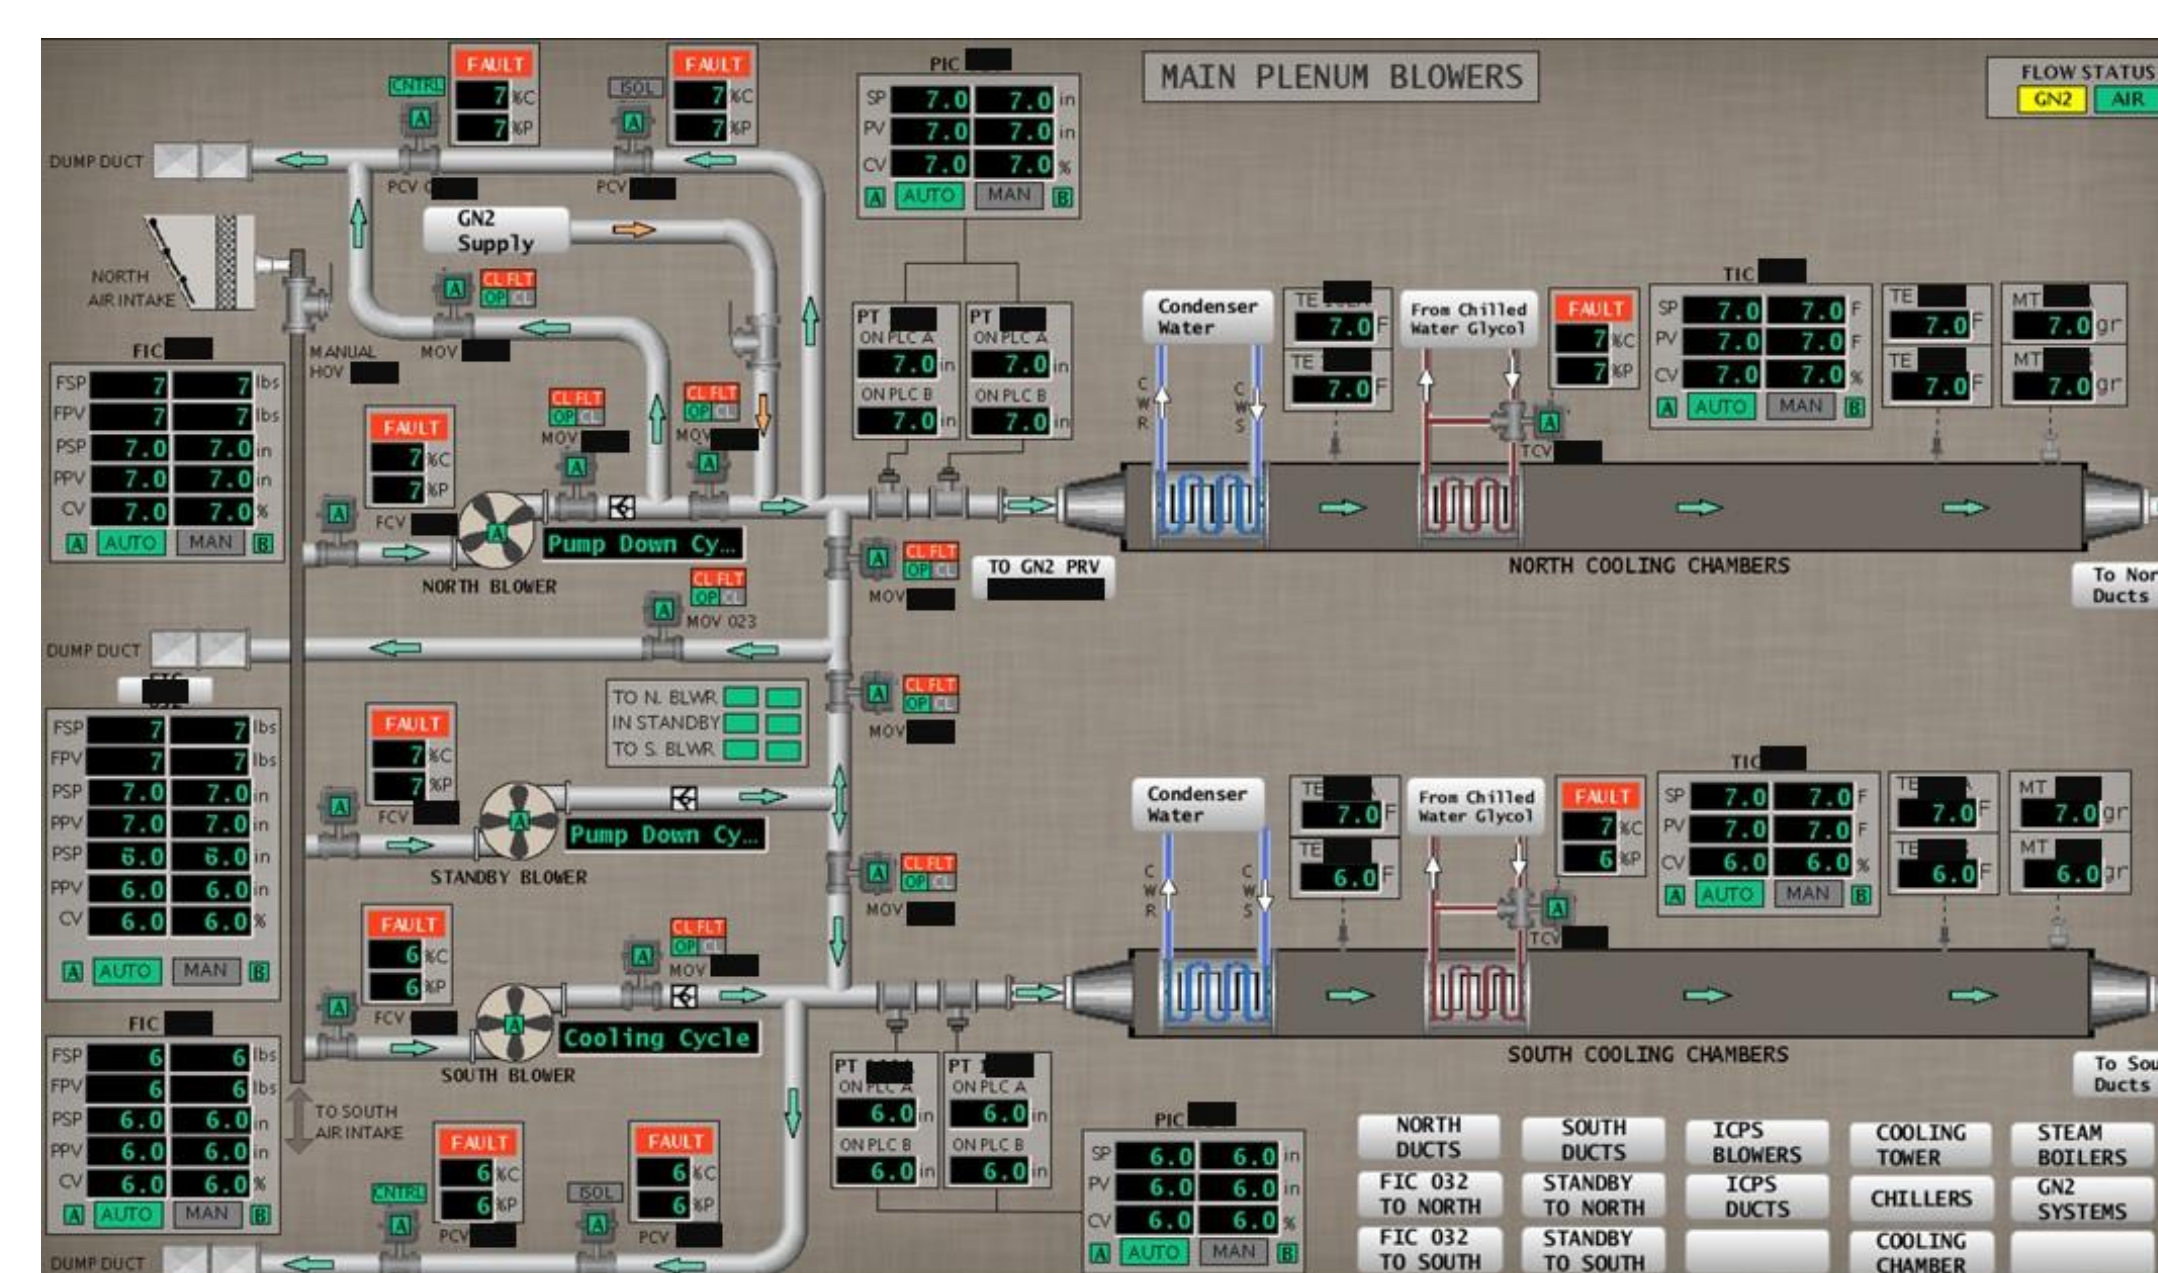 MAIN PLENUM BLOWERS
FLOW STATUS
GN2 AIR
CNTRL
FAULT
7 %C
7 %P
PCV
ISOL
FAULT
7 %C
7 %P
PCV
DUMP DUCT
GN2
Supply
PIC
SP 7.0 7.0 in
PV 7.0 7.0 in
CV 7.0 7.0 %
A AUTO MAN B
NORTH
AIR INTAKE
CL FLT
OP CL
A
MOV
MANUAL
HOV
FIC
FSP 7 7 lbs
FPV 7 7 lbs
PSP 7.0 7.0 in
PPV 7.0 7.0 in
CV 7.0 7.0 %
A AUTO MAN B
FAULT
7 %C
7 %P
FCV
CL FLT
OP CL
MOV
A
CL FLT
OP CL
MOV
A
PT
ON PLC A
7.0 in
ON PLC B
7.0 in
PT
ON PLC A
7.0 in
ON PLC B
7.0 in
Pump Down Cy...
NORTH BLOWER
Condenser
Water
CWR
CWS
TE
7.0 F
TE
7.0 F
From Chilled
Water Glycol
FAULT
7 %C
7 %P
A
TCV
TIC
SP 7.0 7.0 F
PV 7.0 7.0 F
CV 7.0 7.0 %
A AUTO MAN B
TE
7.0 F
TE
7.0 F
MT
7.0 gr
MT
7.0 gr
NORTH COOLING CHAMBERS
To Nor
Ducts
A
CL FLT
OP CL
MOV
TO GN2 PRV
CL FLT
OP CL
A
MOV 023
DUMP DUCT
A
CL FLT
OP CL
MOV
TO N. BLWR
IN STANDBY
TO S. BLWR
FSP 7 7 lbs
FPV 7 7 lbs
PSP 7.0 7.0 in
PPV 7.0 7.0 in
PSP 6.0 6.0 in
PPV 6.0 6.0 in
CV 6.0 6.0 %
A AUTO MAN B
FAULT
7 %C
7 %P
FCV
A
Pump Down Cy...
STANDBY BLOWER
A
CL FLT
OP CL
MOV
Condenser
Water
CWR
CWS
TE
7.0 F
TE
6.0 F
From Chilled
Water Glycol
FAULT
7 %C
6 %P
A
TCV
TIC
SP 7.0 7.0 F
PV 7.0 7.0 F
CV 6.0 6.0 %
A AUTO MAN B
TE
7.0 F
TE
6.0 F
MT
7.0 gr
MT
6.0 gr
SOUTH COOLING CHAMBERS
To Sou
Ducts
FAULT
6 %C
6 %P
FCV
A
CL FLT
OP CL
A
MOV
Cooling Cycle
SOUTH BLOWER
FIC
FSP 6 6 lbs
FPV 6 6 lbs
PSP 6.0 6.0 in
PPV 6.0 6.0 in
CV 6.0 6.0 %
A AUTO MAN B
TO SOUTH
AIR INTAKE
PT
ON PLC A
6.0 in
ON PLC B
6.0 in
PT
ON PLC A
6.0 in
ON PLC B
6.0 in
CNTRL
A
FAULT
6 %C
6 %P
PCV
ISOL
A
FAULT
6 %C
6 %P
PCV
DUMP DUCT
PIC
SP 6.0 6.0 in
PV 6.0 6.0 in
CV 6.0 6.0 %
A AUTO MAN B
NORTH
DUCTS
SOUTH
DUCTS
ICPS
BLOWERS
COOLING
TOWER
STEAM
BOILERS
FIC 032
TO NORTH
STANDBY
TO NORTH
ICPS
DUCTS
CHILLERS
GN2
SYSTEMS
FIC 032
TO SOUTH
STANDBY
TO SOUTH
COOLING
CHAMBER